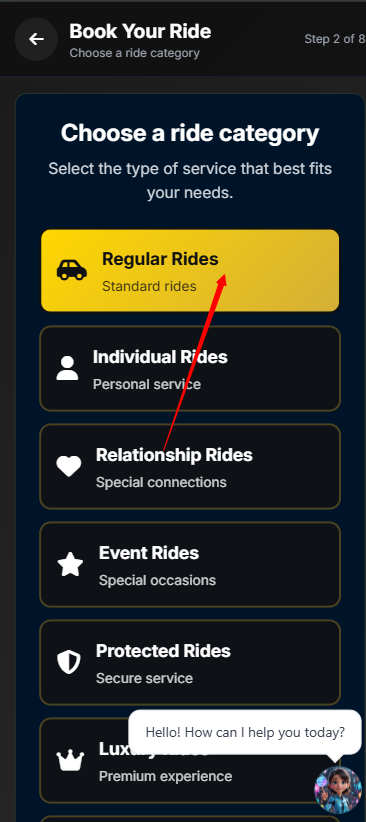 Book Your Ride
Choose a ride category
Step 2 of 8
Choose a ride category
Select the type of service that best fits
your needs.
Regular Rides
Standard rides
Individual Rides
Personal service
Relationship Rides
Special connections
Event Rides
Special occasions
Protected Rides
Secure service
Hello! How can I help you today?
Luxury Rides
Premium experience